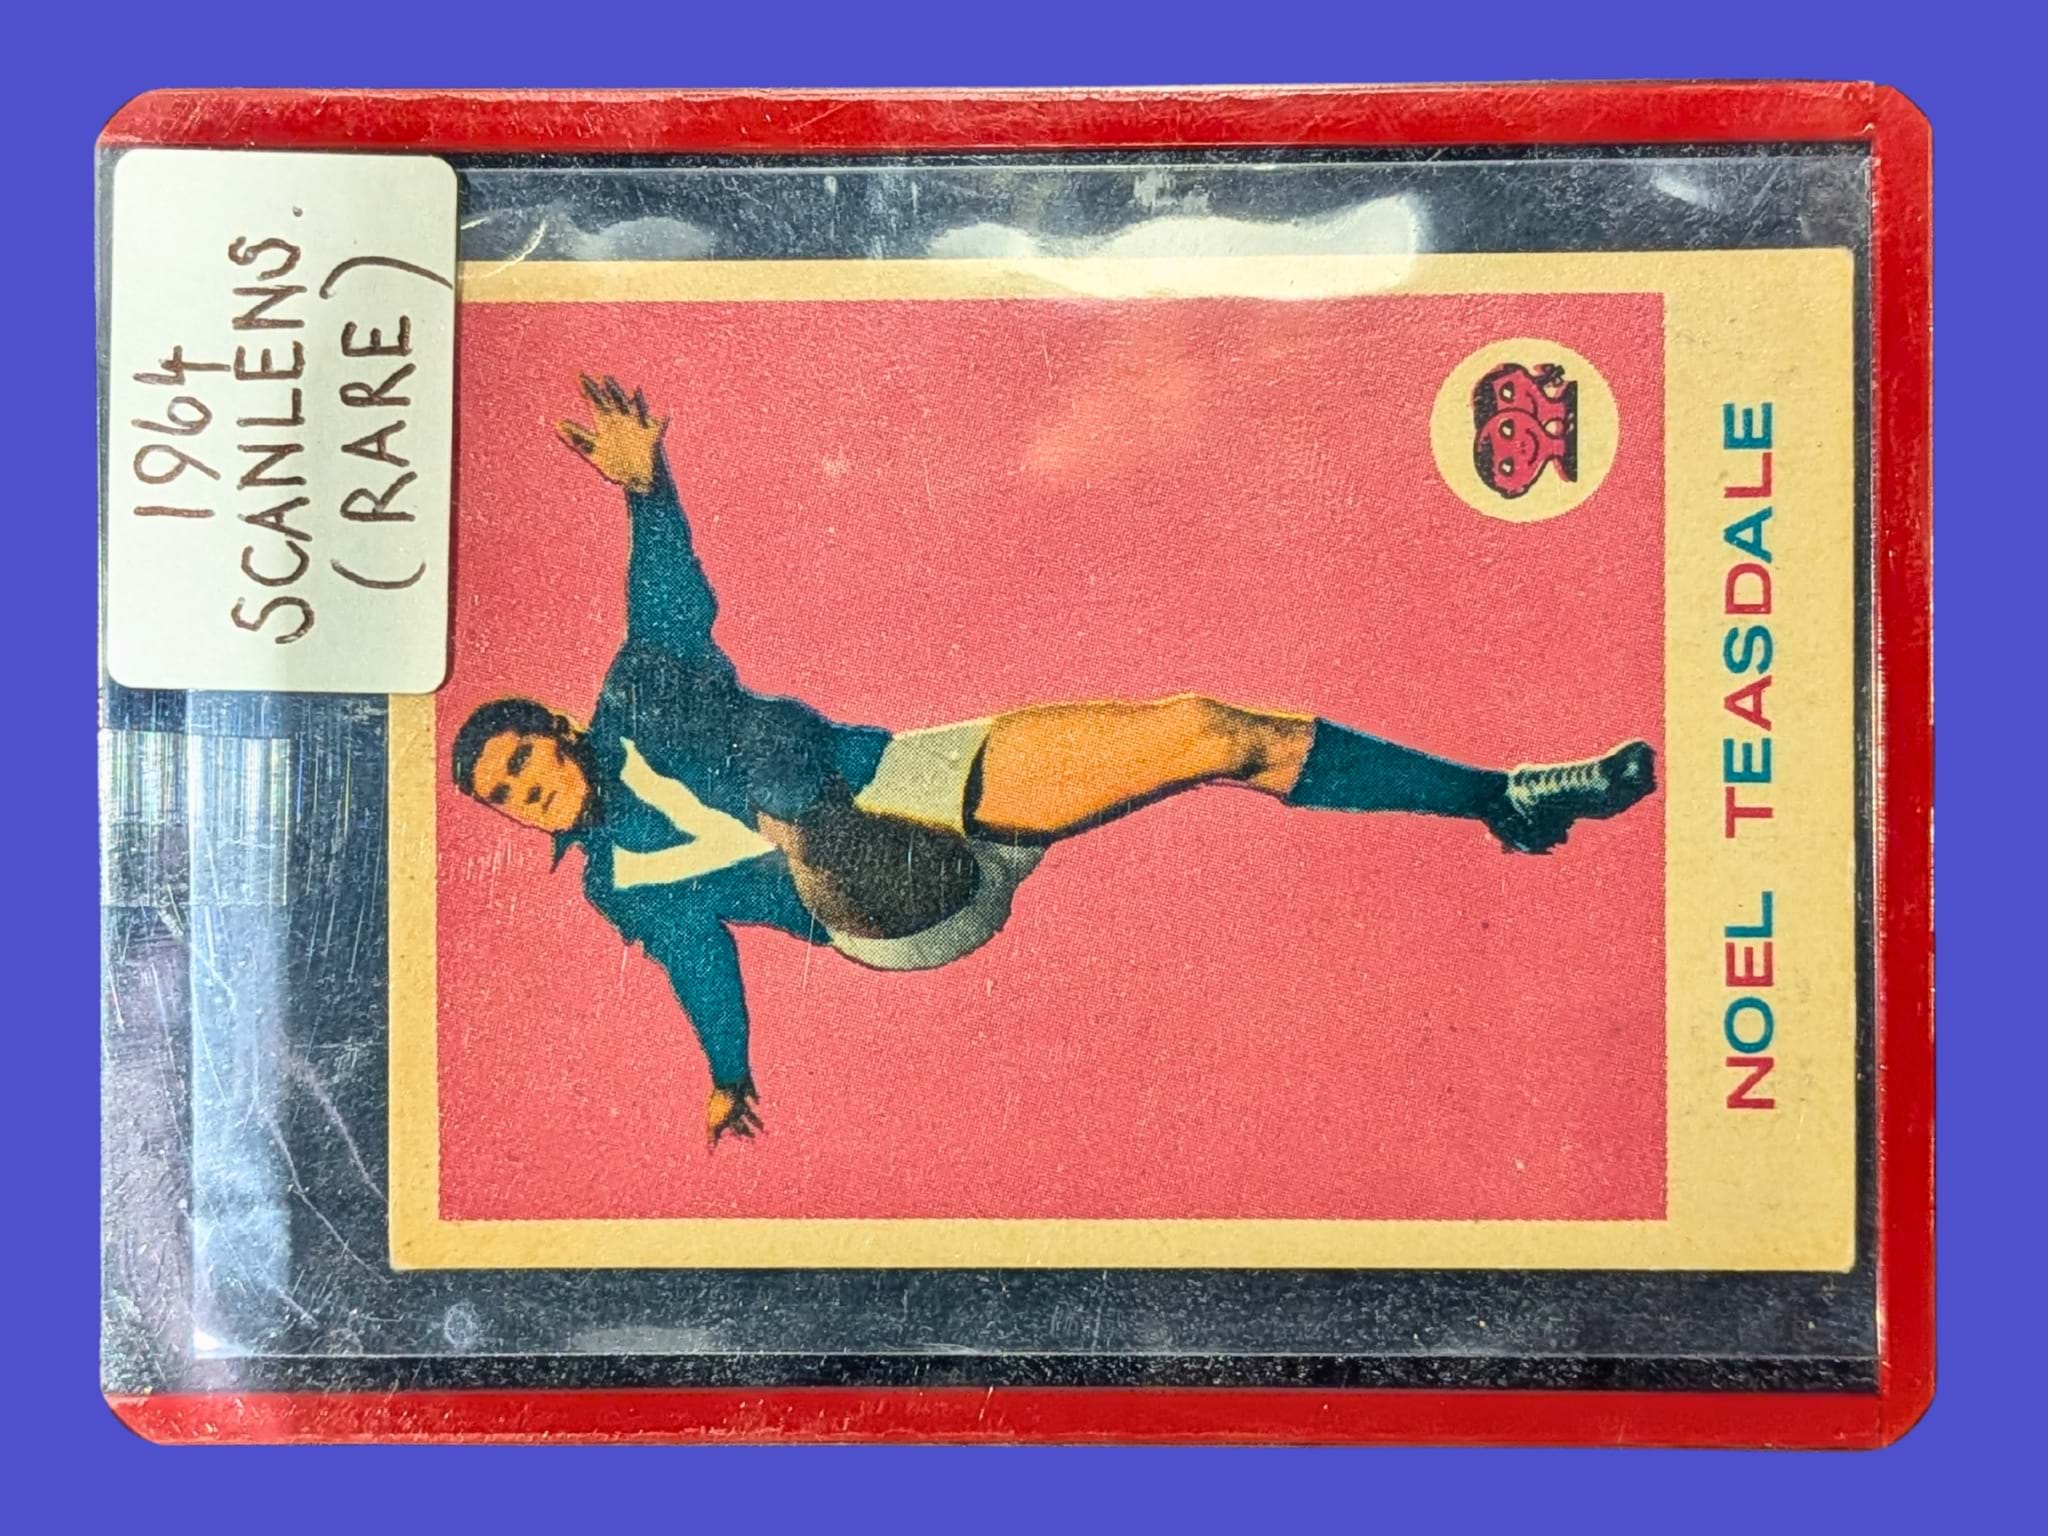 1964
SCANLENS.
(RARE)
NOEL TEASDALE
V